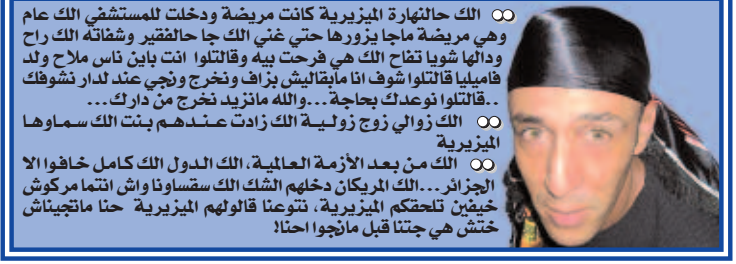 الك حالنهارة الميزيرية كانت مريضة ودخلت للمستشفي الك عام
وهي مريضة ماجا يزورها حتي غني الك جا حالفقير وشفاته الك راح
ودالها شويا تفاح الك هي فرحت بيه وقالتلوا انت باين ناس ملاح ولد
فاميليا قالتلوا شوف انا مابقاليش بزاف ونخرج ونجي عند لدار نشوفك
..قالتلوا نوعدك بحاجة...والله مانزيد نخرج من دارك...
الك زوالي زوج زولية الك زادت عندهم بنت الك سماوها
الميزيرية
الك من بعد الأزمة العالمية، الك الدول الك كامل خافوا الا
الجزائر...الك المريكان دخلهم الشك الك سقساونا واش انتما مركوش
خيفين تلحقكم الميزيرية، نتوعنا قالولهم الميزيرية حنا ماتجيناش
ختش هي جتنا قبل مانجوا احنا!